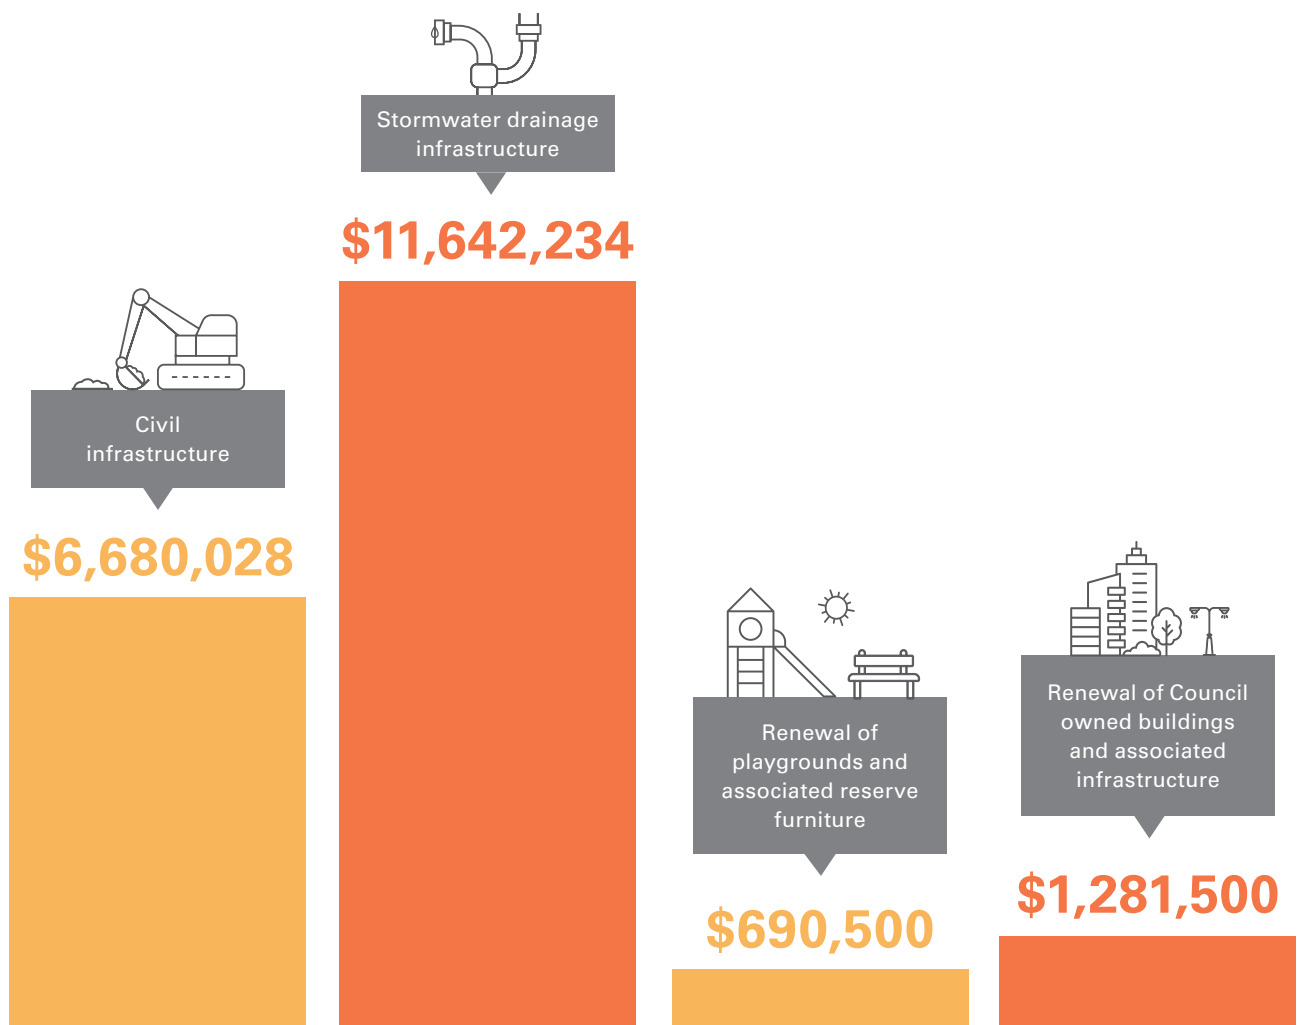 Civil
infrastructure
$6,680,028
Stormwater drainage
infrastructure
$11,642,234
Renewal of
playgrounds and
associated reserve
furniture
$690,500
Renewal of Council
owned buildings
and associated
infrastructure
$1,281,500